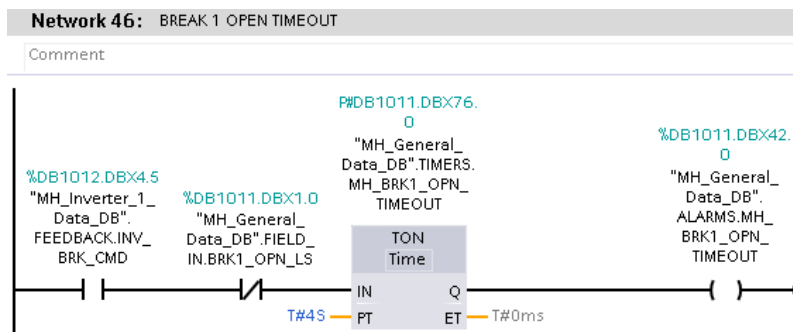 Network 46: BREAK 1 OPEN TIMEOUT
Comment
%DB1012.DBX4.5
"MH_Inverter_1_
Data_DB".
FEEDBACK.INV_
BRK_CMD
%DB1011.DBX1.0
"MH_General_
Data_DB".FIELD_
IN.BRK1_OPN_LS
P#DB1011.DBX76.
0
"MH_General_
Data_DB".TIMERS.
MH_BRK1_OPN_
TIMEOUT
TON
Time
IN Q
T#4S PT ET T#0ms
%DB1011.DBX42.
0
"MH_General_
Data_DB".
ALARMS.MH_
BRK1_OPN_
TIMEOUT